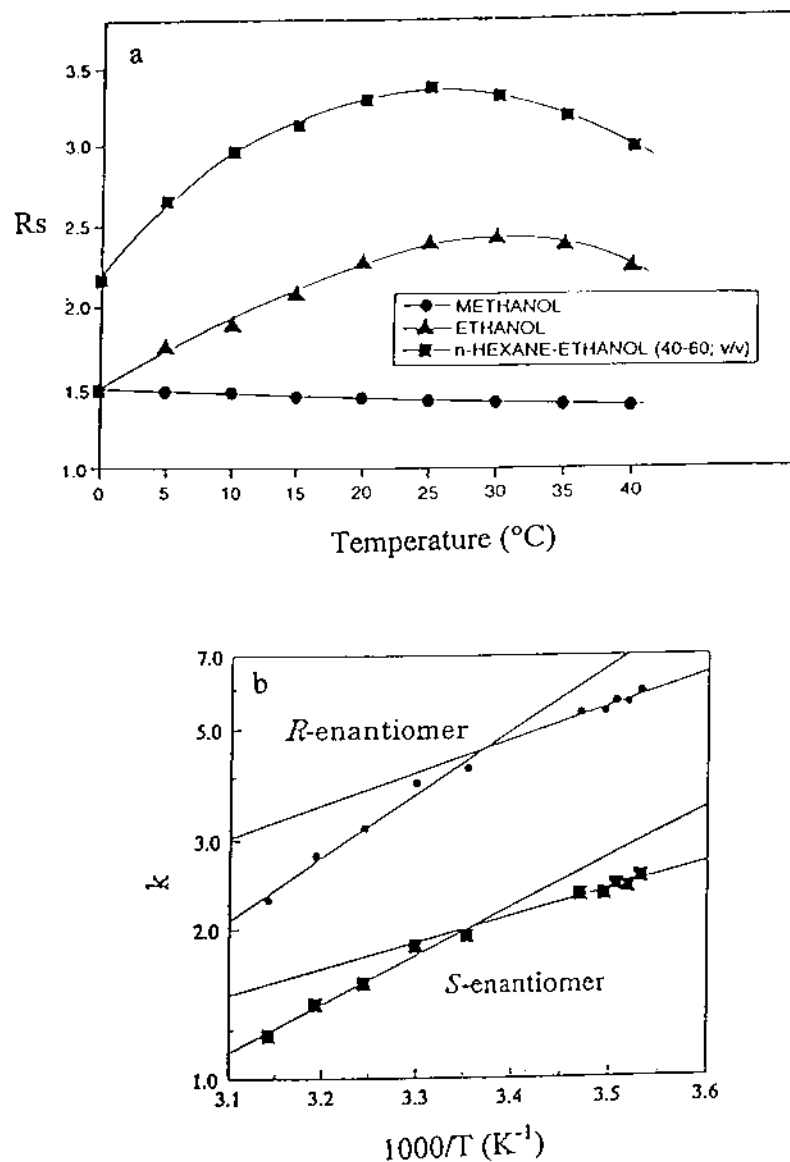 a
3.5
3.0
Rs
2.5
2.0
1.5
1.0
METHANOL
ETHANOL
n-HEXANE-ETHANOL (40-60; v/v)
0 5 10 15 20 25 30 35 40
Temperature (°C)
b
7.0
5.0
3.0
k
2.0
1.0
R-enantiomer
S-enantiomer
3.1 3.2 3.3 3.4 3.5 3.6
1000/T (K⁻¹)